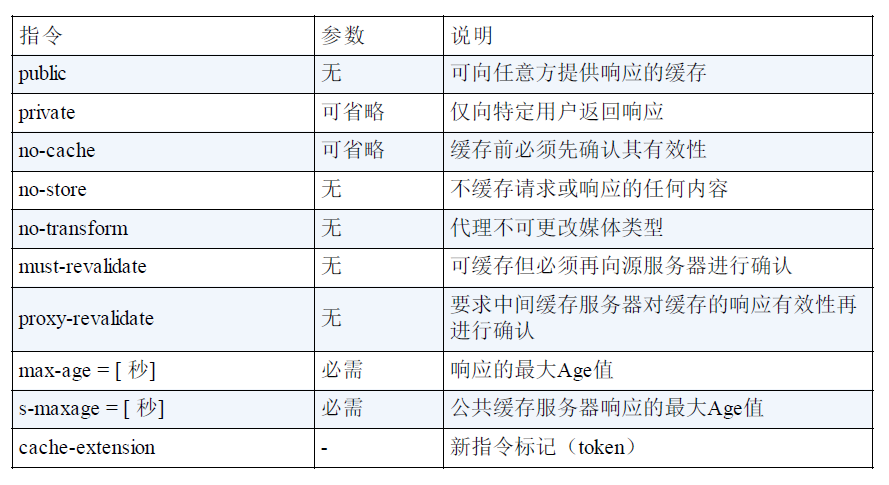 指令 参数 说明
public 无 可向任意方提供响应的缓存
private 可省略 仅向特定用户返回响应
no-cache 可省略 缓存前必须先确认其有效性
no-store 无 不缓存请求或响应的任何内容
no-transform 无 代理不可更改媒体类型
must-revalidate 无 可缓存但必须再向源服务器进行确认
proxy-revalidate 无 要求中间缓存服务器对缓存的响应有效性再
进行确认
max-age = [ 秒] 必需 响应的最大Age值
s-maxage = [ 秒] 必需 公共缓存服务器响应的最大Age值
cache-extension - 新指令标记（token）